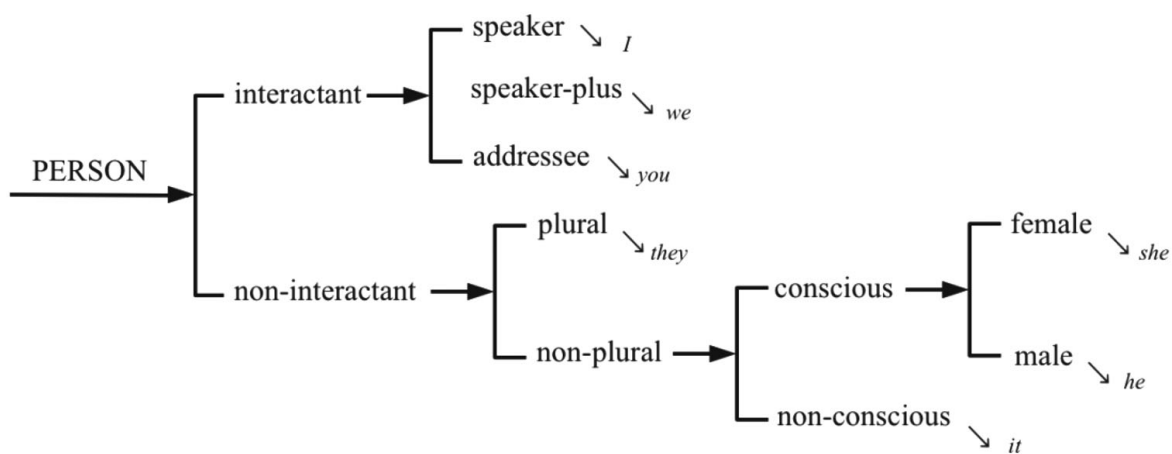 speaker ↘ I
interactant speaker-plus ↘ we
addressee ↘ you
PERSON
plural ↘ they
female ↘ she
non-interactant conscious
non-plural male ↘ he
non-conscious ↘ it